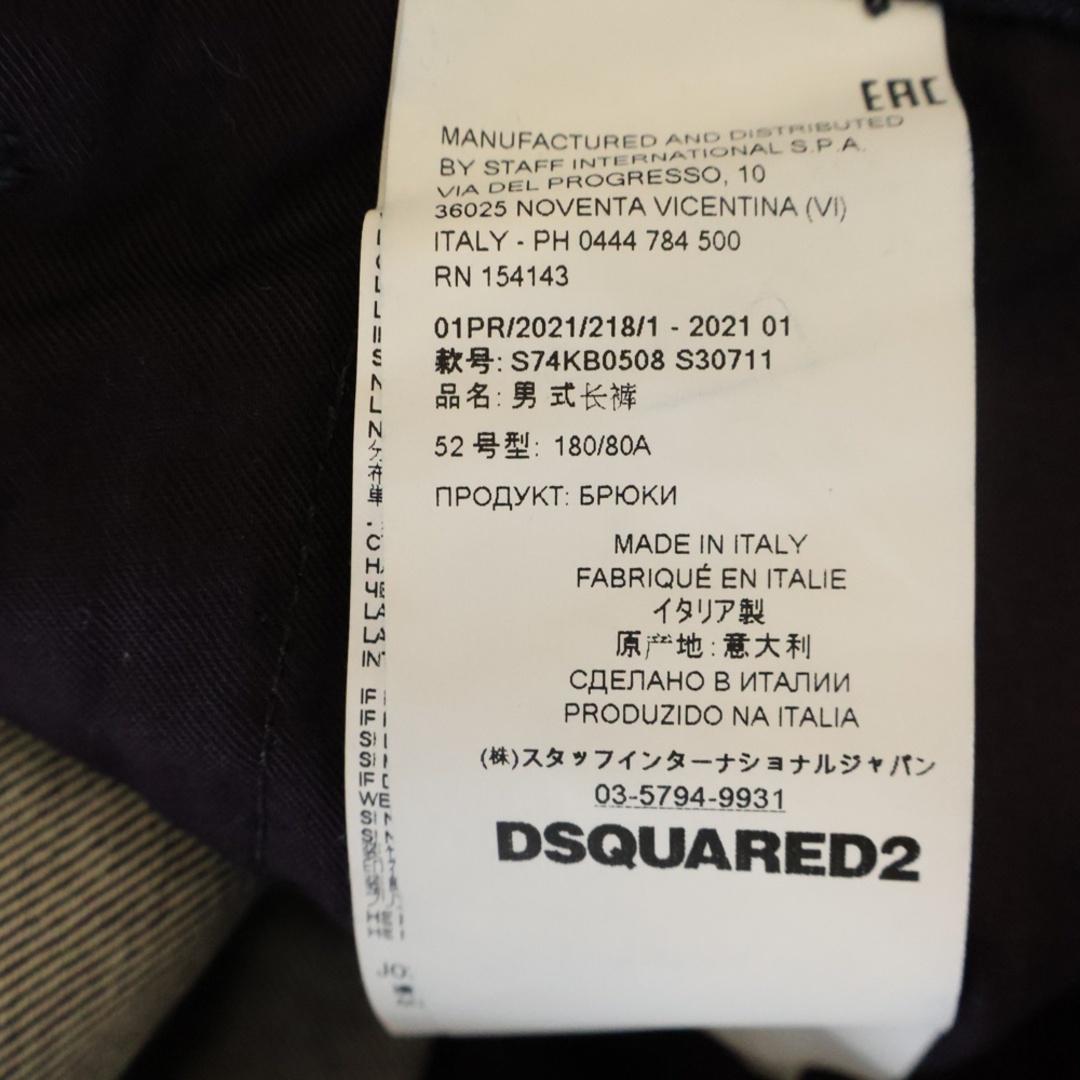 EAC
MANUFACTURED AND DISTRIBUTED
BY STAFF INTERNATIONAL S.P.A.
VIA DEL PROGRESSO, 10
36025 NOVENTA VICENTINA (VI)
ITALY - PH 0444 784 500
RN 154143
01PR/2021/218/1 - 2021 01
款号: S74KB0508 S30711
品名: 男 式长裤
52 号型: 180/80A
ПРОДУКТ: БРЮКИ
MADE IN ITALY
FABRIQUÉ EN ITALIE
イタリア製
原产地:意大利
СДЕЛАНО В ИТАЛИИ
PRODUZIDO NA ITALIA
(株)スタッフインターナショナルジャパン
03-5794-9931
DSQUARED2